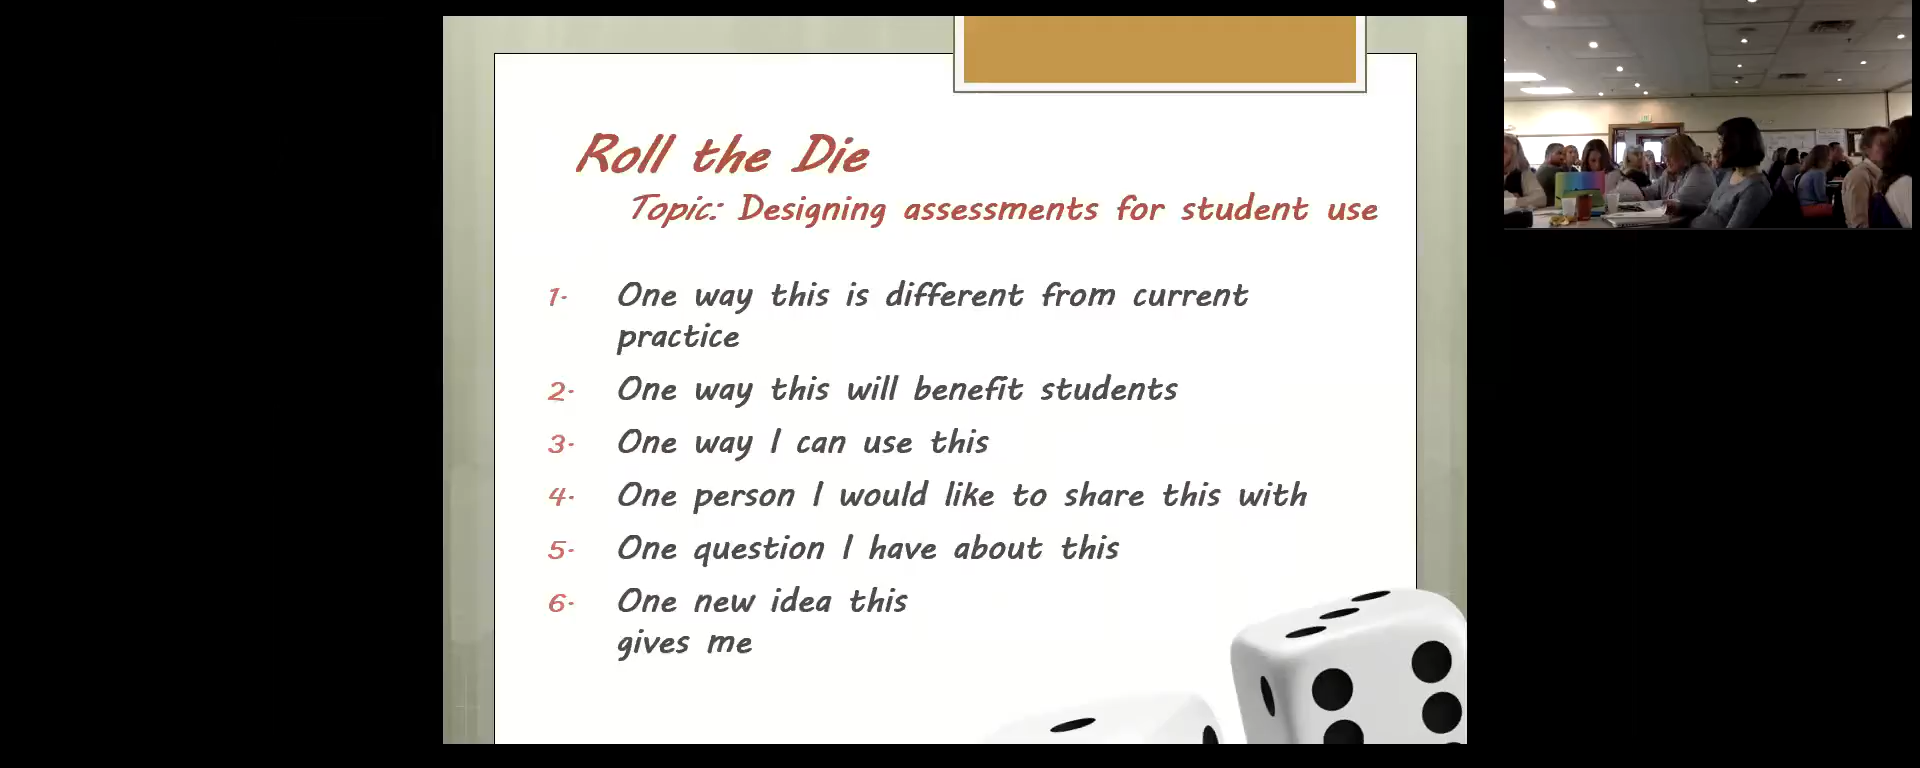 Roll the Die
Topic: Designing assessments for student use
1- One way this is different from current
practice
2- One way this will benefit students
3- One way I can use this
4- One person I would like to share this with
5- One question I have about this
6- One new idea this
gives me